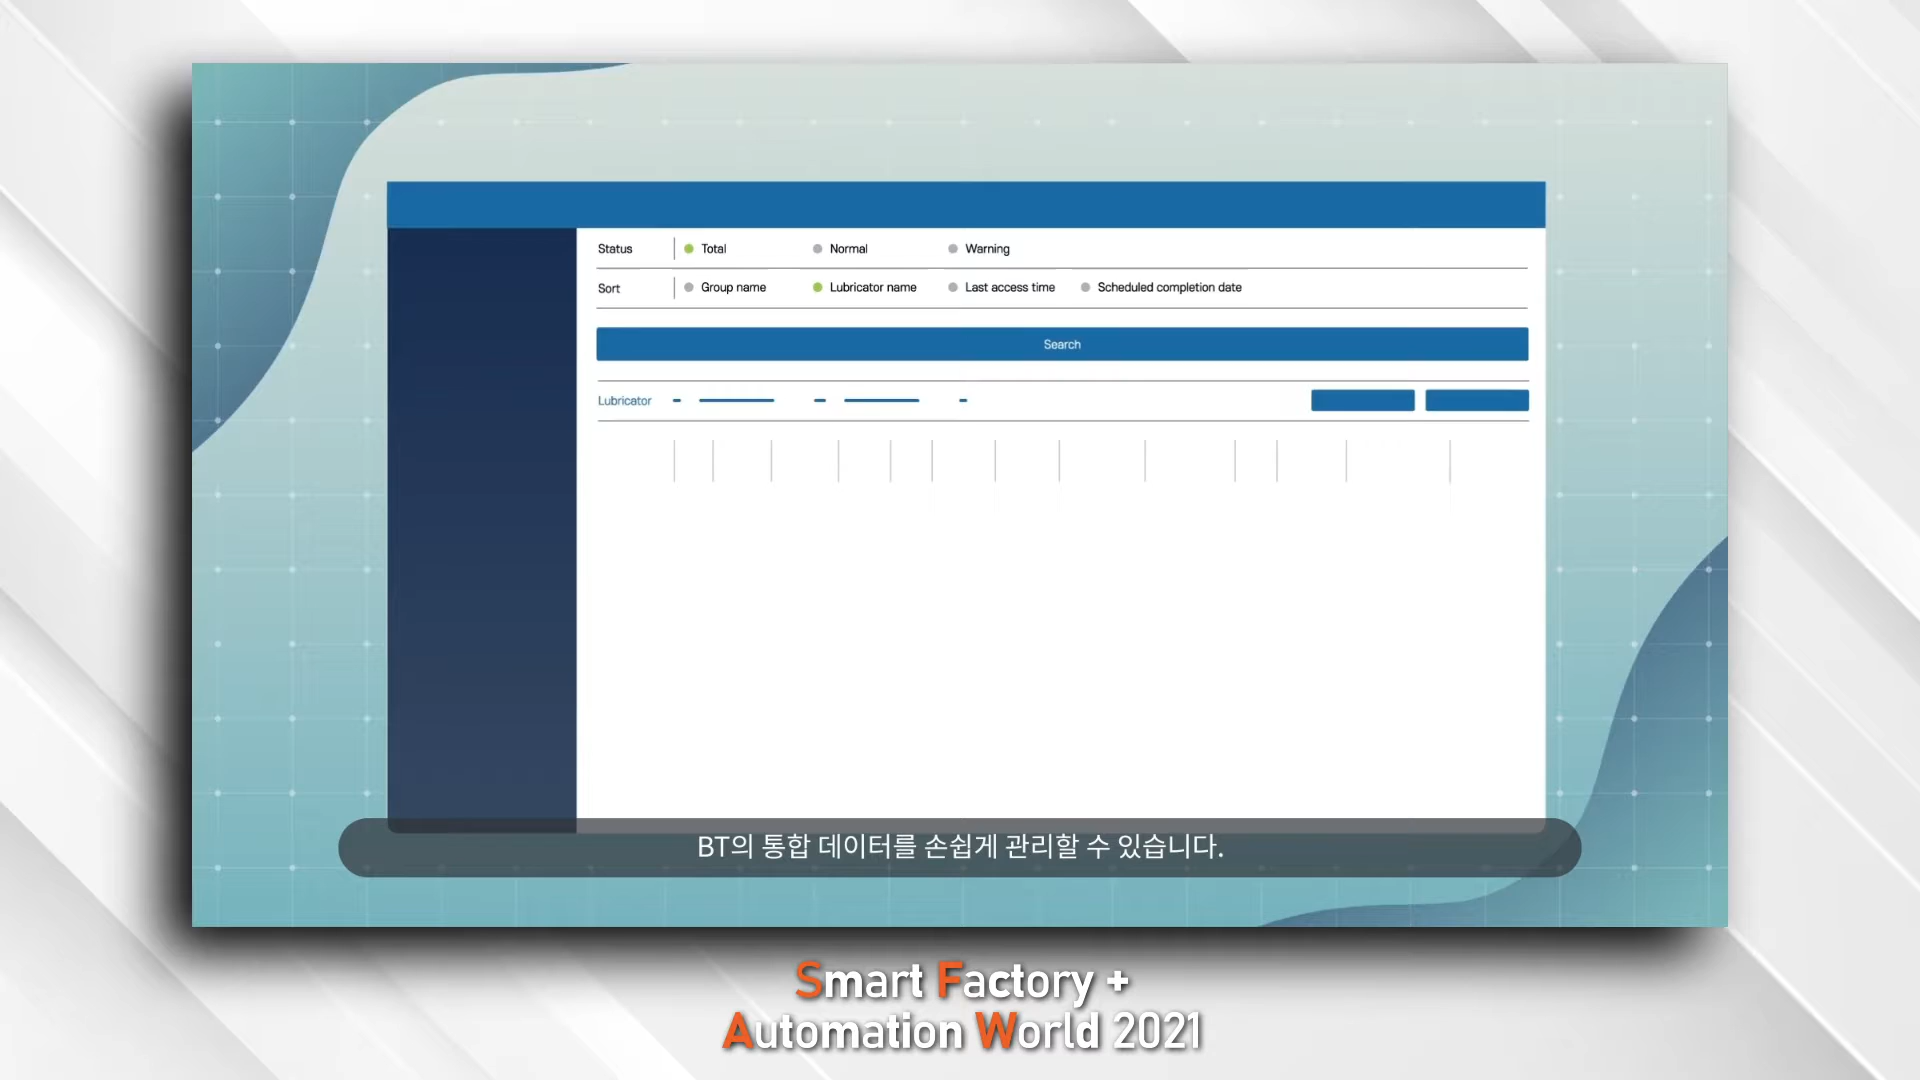 Status Total Normal Warning
Sort Group name Lubricator name Last access time Scheduled completion date
Search
Lubricator
BT의 통합 데이터를 손쉽게 관리할 수 있습니다.
Smart Factory +
Automation World 2021